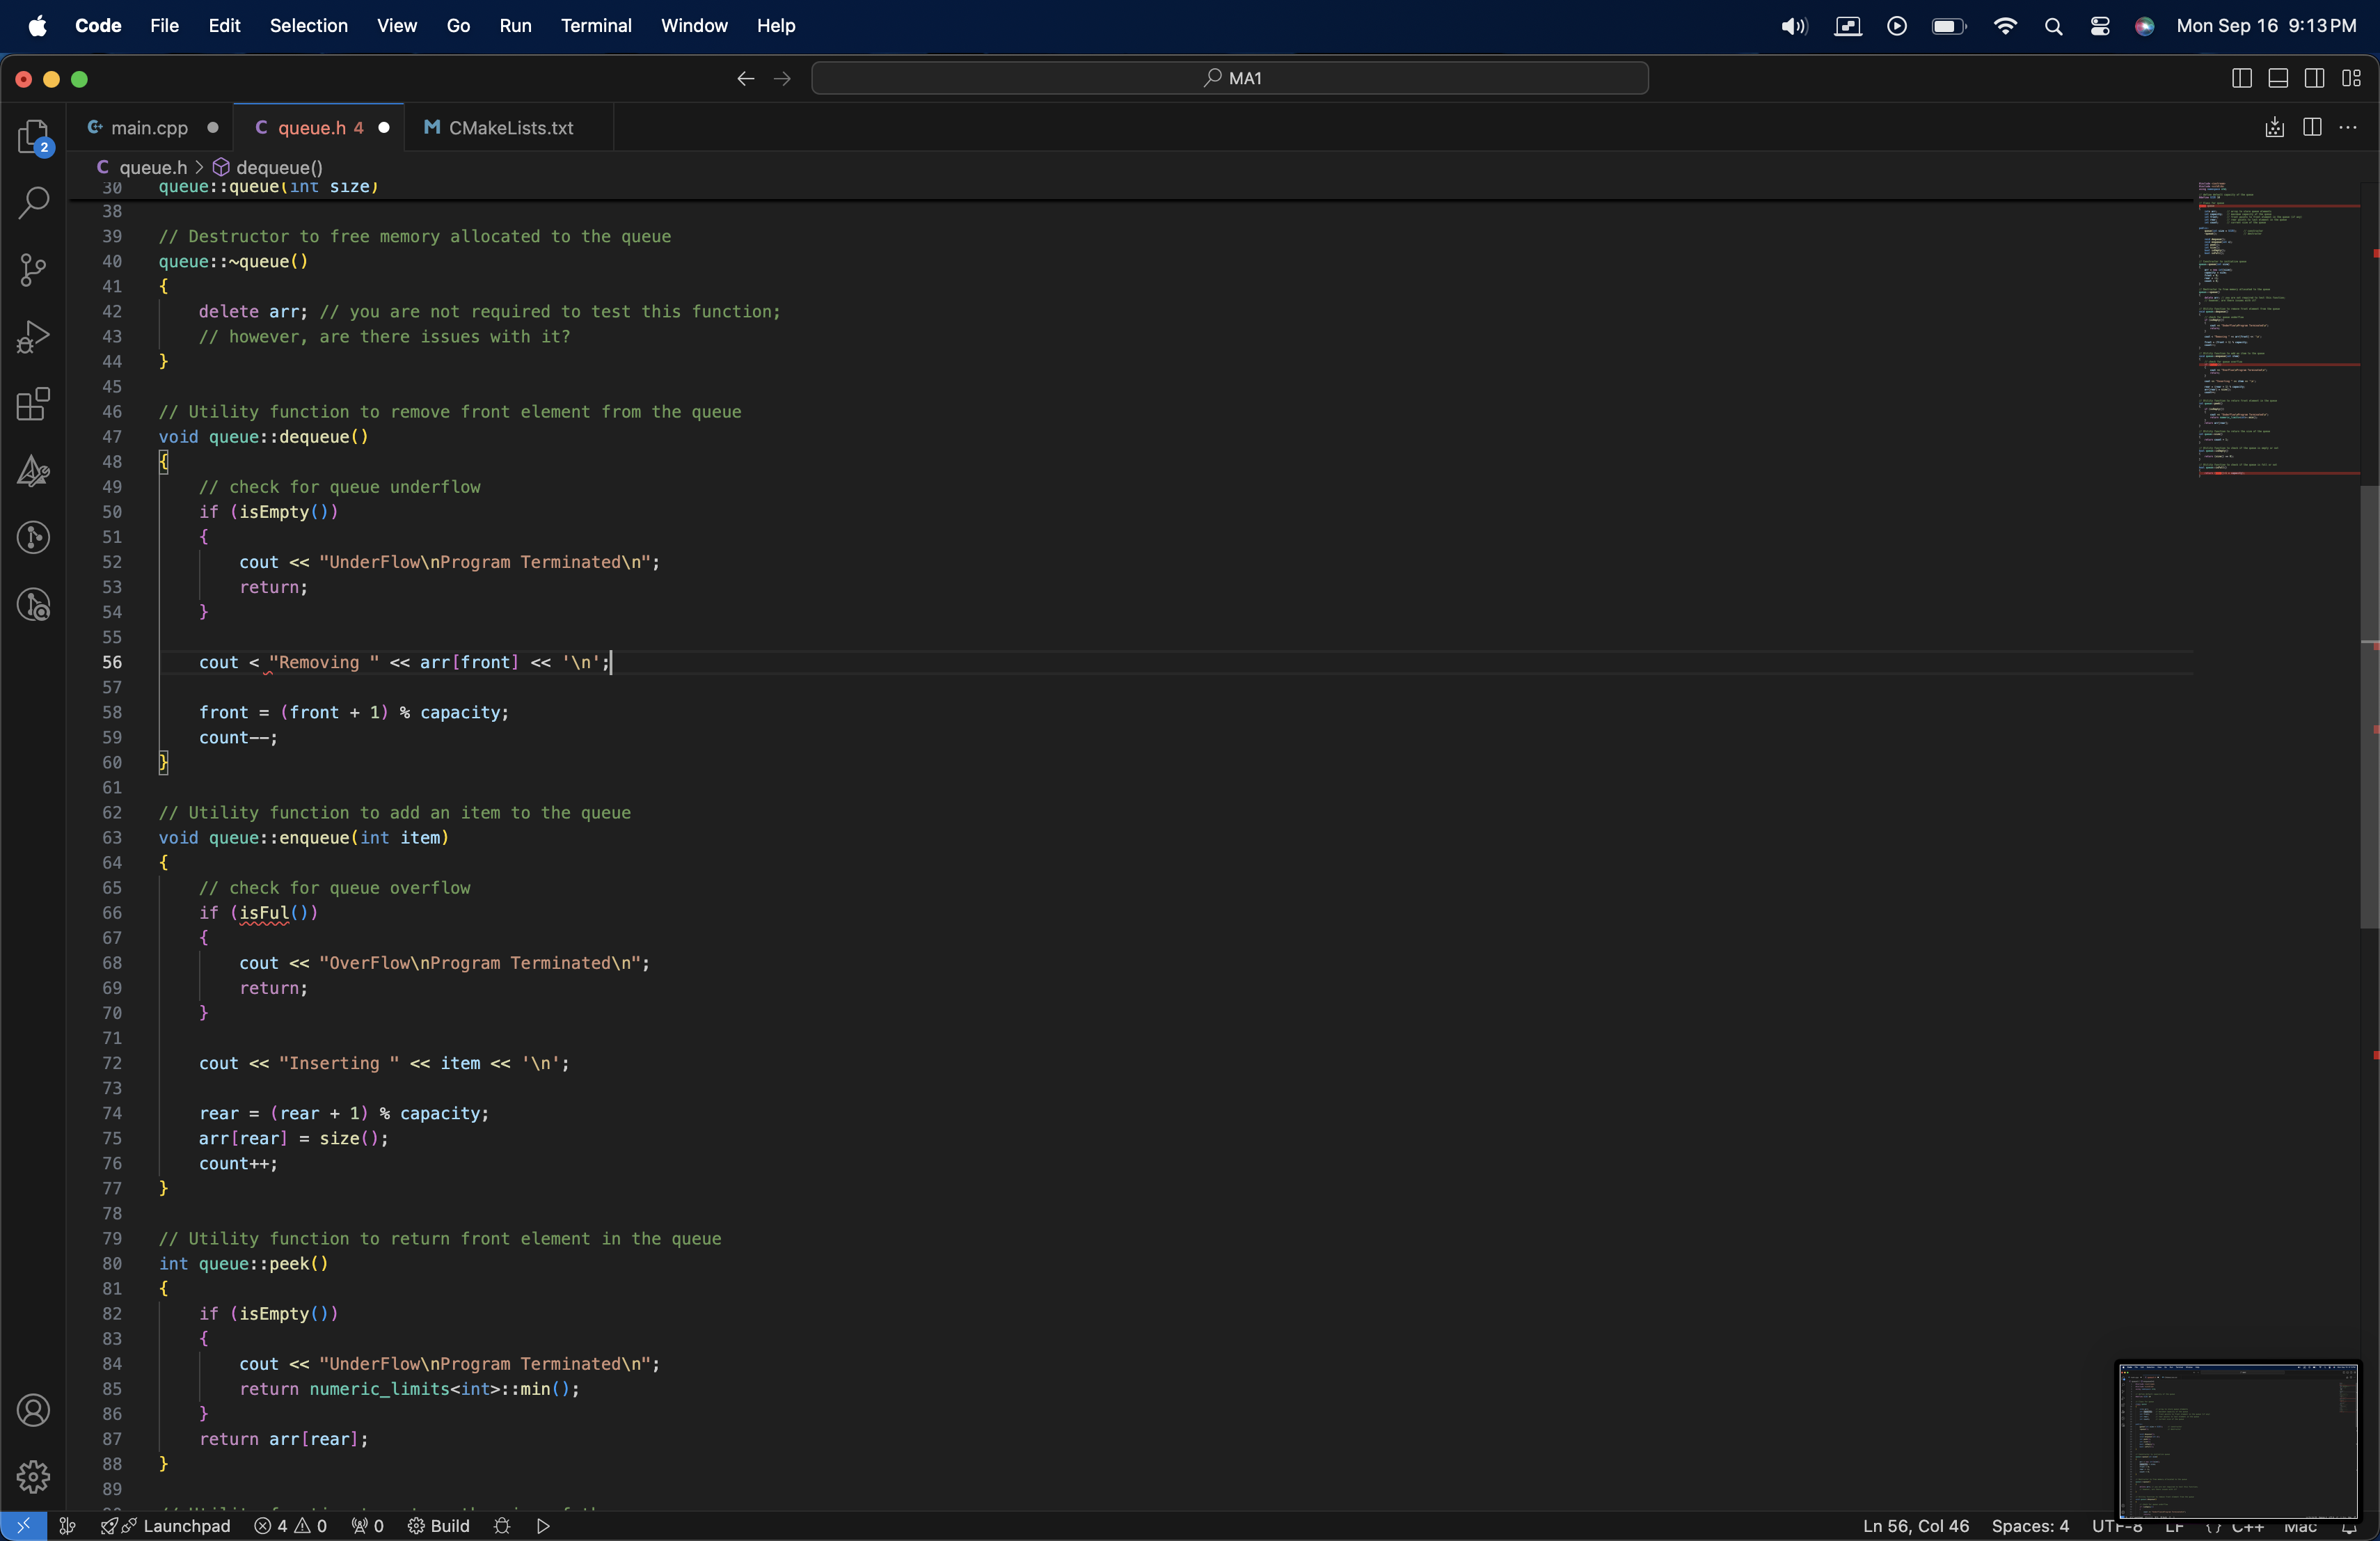 Code File Edit Selection View Go Run Terminal Window Help Mon Sep 16 9:13 PM
MA1
main.cpp queue.h 4 CMakeLists.txt
2
C queue.h > dequeue()
30 queue::queue(int size)
38
39 // Destructor to free memory allocated to the queue
40 queue::~queue()
41 {
42 delete arr; // you are not required to test this function;
43 // however, are there issues with it?
44 }
45
46 // Utility function to remove front element from the queue
47 void queue::dequeue()
48 {
49 // check for queue underflow
50 if (isEmpty())
51 {
52 cout << "UnderFlow\nProgram Terminated\n";
53 return;
54 }
55
56 cout < "Removing " << arr[front] << '\n';
57
58 front = (front + 1) % capacity;
59 count--;
60 }
61
62 // Utility function to add an item to the queue
63 void queue::enqueue(int item)
64 {
65 // check for queue overflow
66 if (isFul())
67 {
68 cout << "OverFlow\nProgram Terminated\n";
69 return;
70 }
71
72 cout << "Inserting " << item << '\n';
73
74 rear = (rear + 1) % capacity;
75 arr[rear] = size();
76 count++;
77 }
78
79 // Utility function to return front element in the queue
80 int queue::peek()
81 {
82 if (isEmpty())
83 {
84 cout << "UnderFlow\nProgram Terminated\n";
85 return numeric_limits<int>::min();
86 }
87 return arr[rear];
88 }
89
Launchpad 4 0 0 Build Ln 56, Col 46 Spaces: 4 UTF-8 LF {} C++ Mac